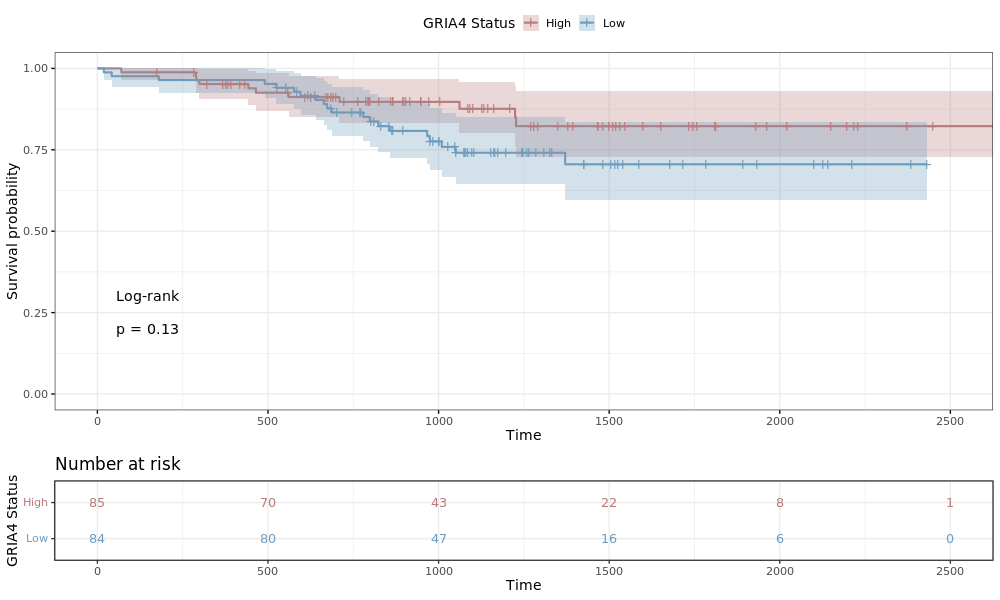 GRIA4 Status High Low
1.00
0.75
0.50
0.25
0.00
Survival probability
Log-rank
p = 0.13
0 500 1000 1500 2000 2500
Time
Number at risk
GRIA4 Status
High 85 70 43 22 8 1
Low 84 80 47 16 6 0
0 500 1000 1500 2000 2500
Time